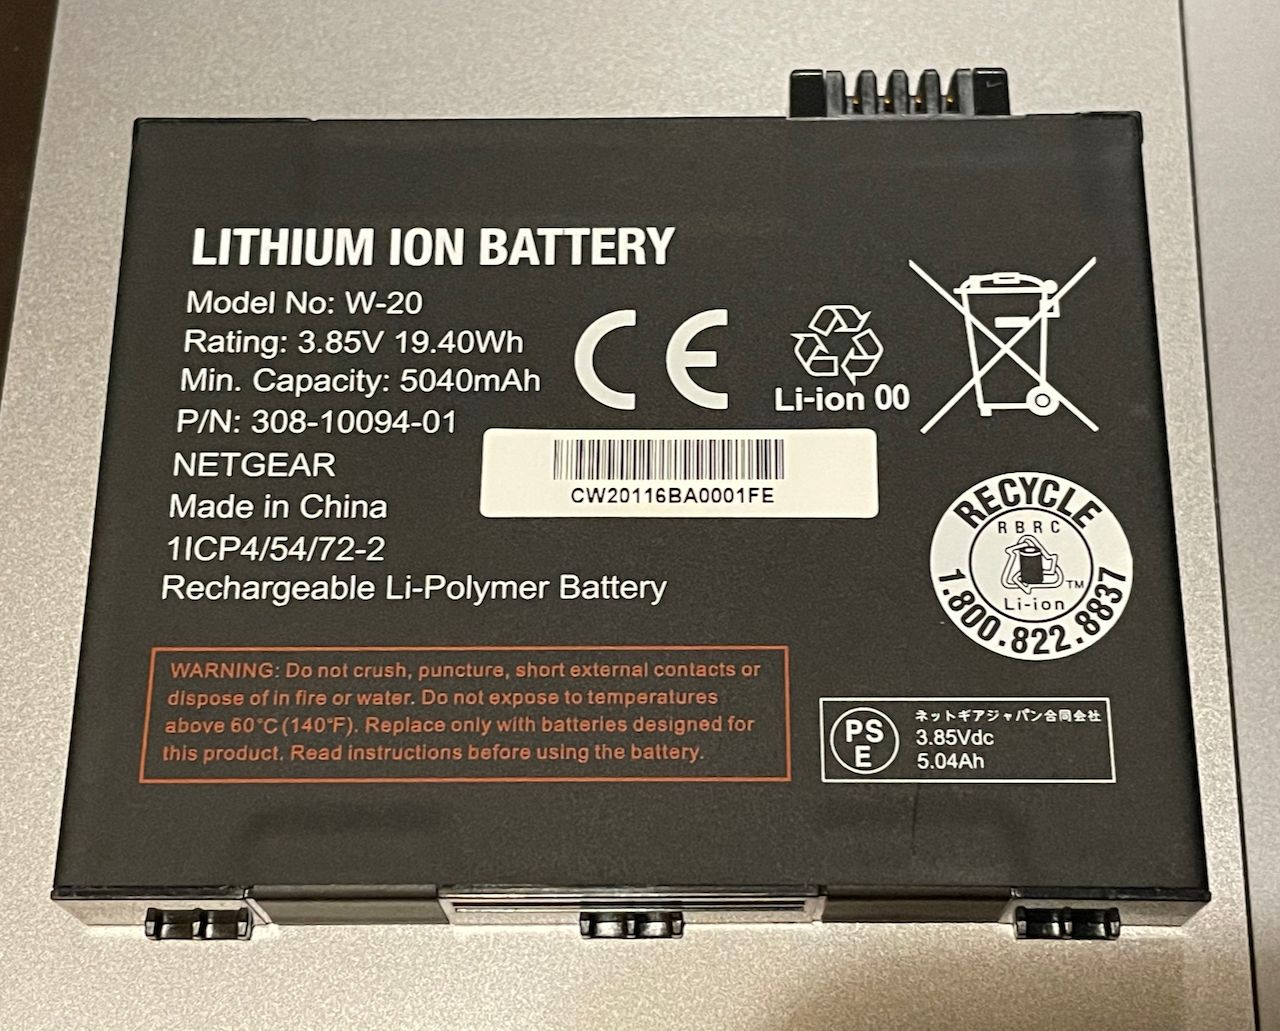 LITHIUM ION BATTERY
Model No: W-20
Rating: 3.85V 19.40Wh
Min. Capacity: 5040mAh
P/N: 308-10094-01
NETGEAR
Made in China
1ICP4/54/72-2
Rechargeable Li-Polymer Battery
CE
Li-ion 00
CW20116BA0001FE
RECYCLE
RBRC
TM
Li-ion
1.800.822.8837
WARNING: Do not crush, puncture, short external contacts or
dispose of in fire or water. Do not expose to temperatures
above 60°C (140°F). Replace only with batteries designed for
this product. Read instructions before using the battery.
PS
E
ネットギアジャパン合同会社
3.85Vdc
5.04Ah